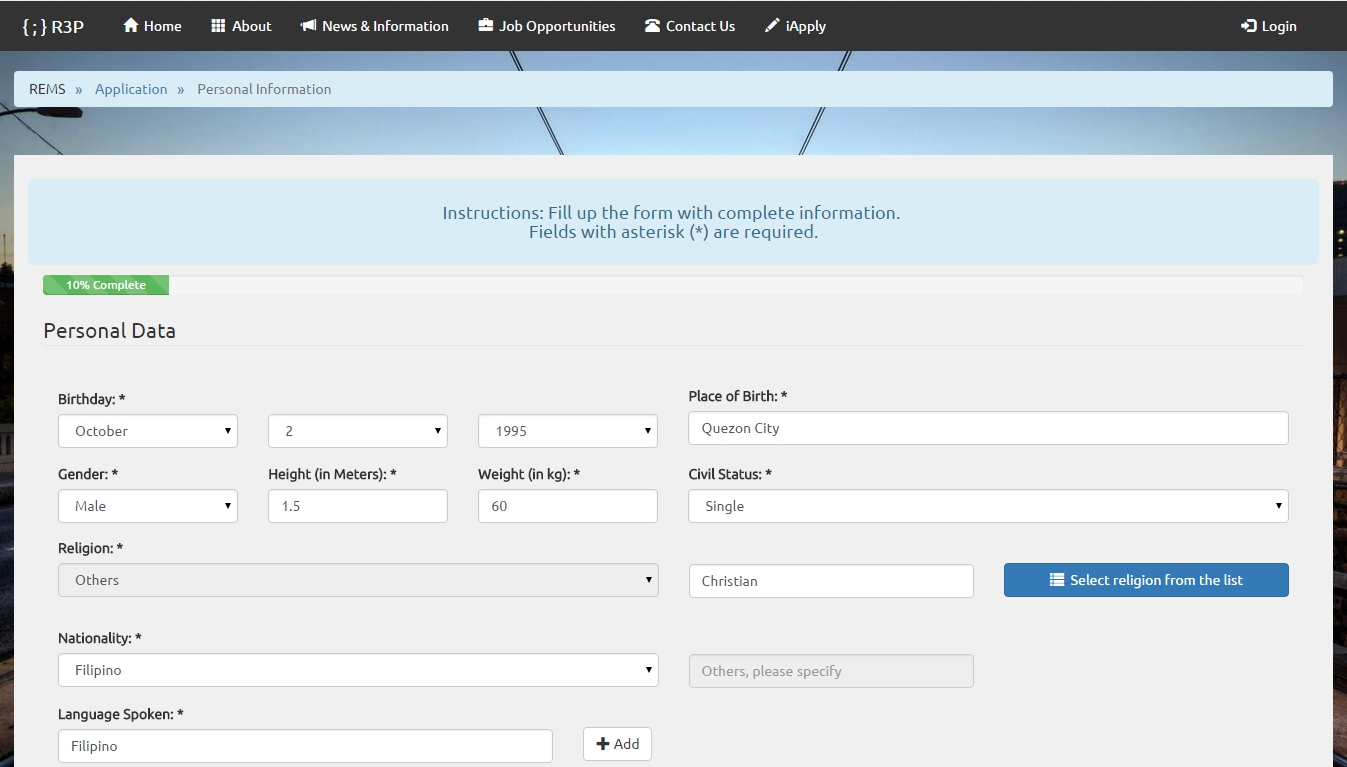 { ; } R3P Home About News & Information Job Opportunities Contact Us iApply Login
REMS » Application » Personal Information
Instructions: Fill up the form with complete information.
Fields with asterisk (*) are required.
10% Complete
Personal Data
Birthday: * Place of Birth: *
October 2 1995 Quezon City
Gender: * Height (in Meters): * Weight (in kg): * Civil Status: *
Male 1.5 60 Single
Religion: *
Others Christian Select religion from the list
Nationality: *
Filipino Others, please specify
Language Spoken: *
Filipino Add